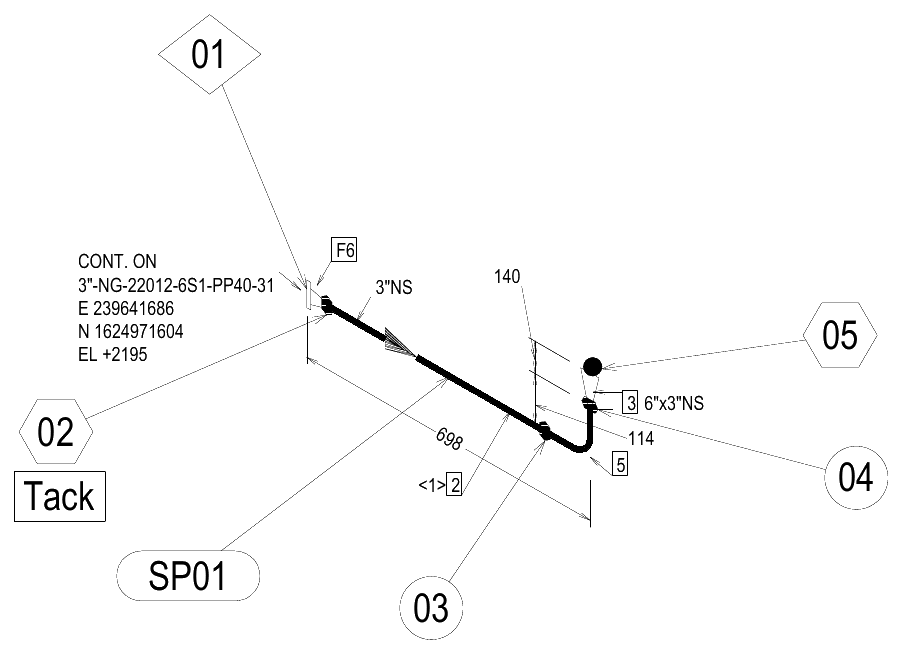 01
F6
CONT. ON
3"-NG-22012-6S1-PP40-31
E 239641686
N 1624971604
EL +2195
3"NS
140
05
3 6"x3"NS
02
Tack
698
114
5
<1> 2
04
SP01
03